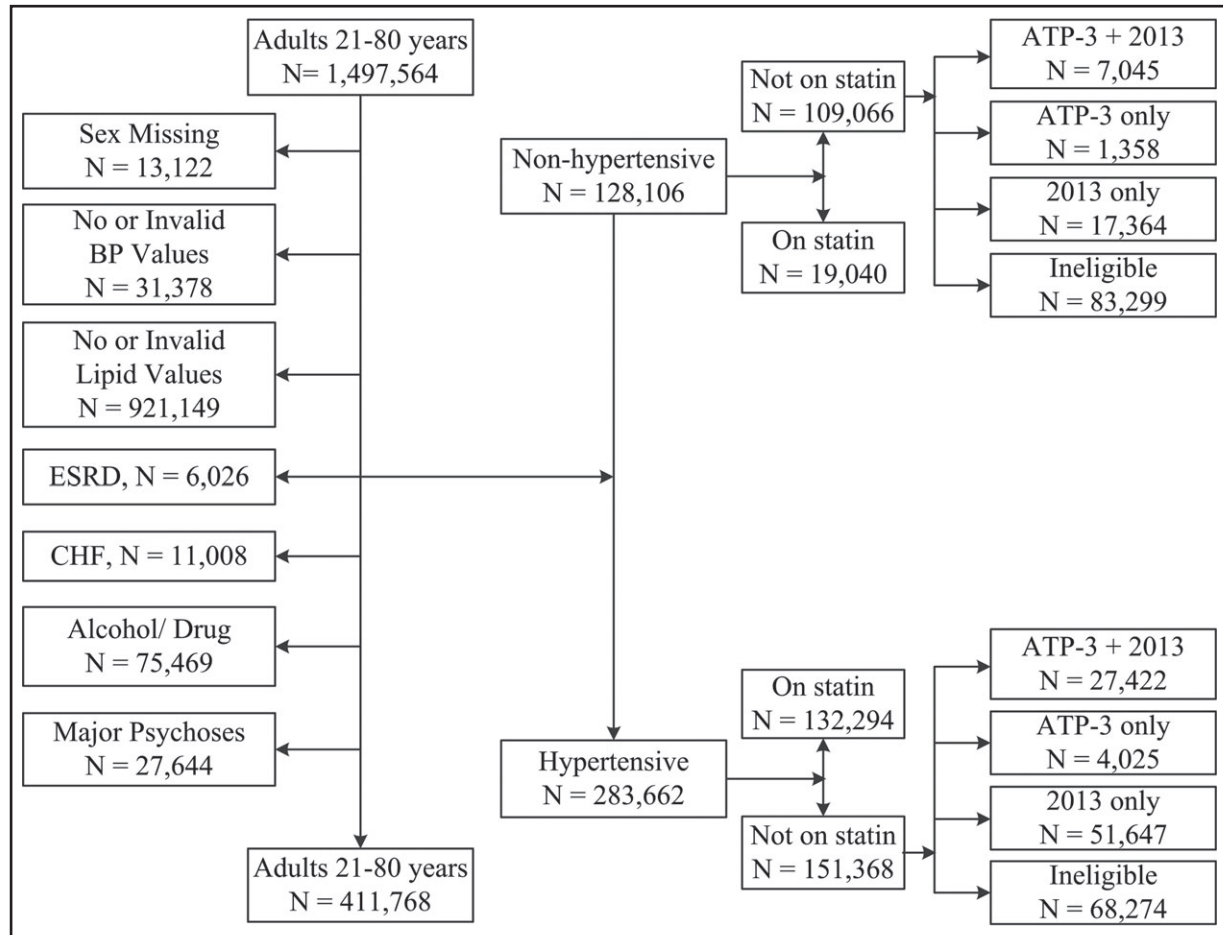 Adults 21-80 years
N= 1,497,564
Sex Missing
N = 13,122
No or Invalid
BP Values
N = 31,378
No or Invalid
Lipid Values
N = 921,149
ESRD, N = 6,026
CHF, N = 11,008
Alcohol/ Drug
N = 75,469
Major Psychoses
N = 27,644
Adults 21-80 years
N = 411,768
Non-hypertensive
N = 128,106
Not on statin
N = 109,066
On statin
N = 19,040
ATP-3 + 2013
N = 7,045
ATP-3 only
N = 1,358
2013 only
N = 17,364
Ineligible
N = 83,299
Hypertensive
N = 283,662
On statin
N = 132,294
Not on statin
N = 151,368
ATP-3 + 2013
N = 27,422
ATP-3 only
N = 4,025
2013 only
N = 51,647
Ineligible
N = 68,274